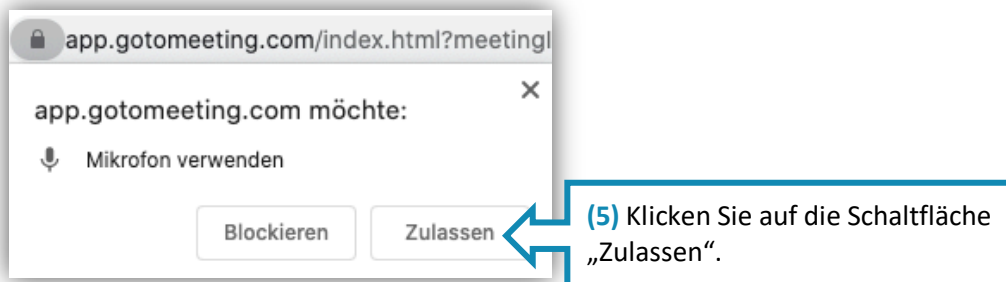 app.gotomeeting.com/index.html?meetingI
app.gotomeeting.com möchte:
Mikrofon verwenden
Blockieren
Zulassen
(5) Klicken Sie auf die Schaltfläche
„Zulassen“.